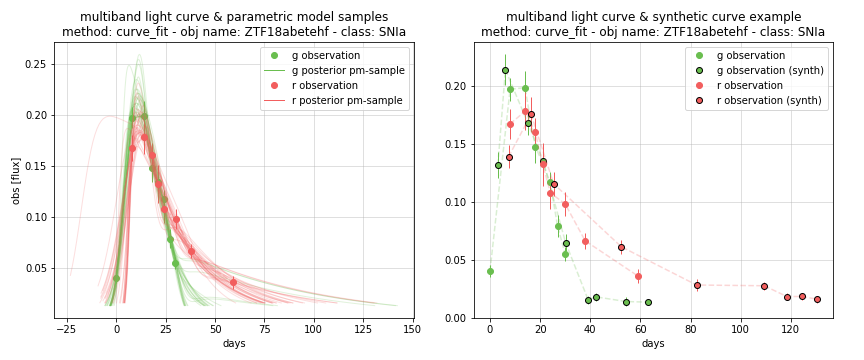 multiband light curve & parametric model samples
method: curve_fit - obj name: ZTF18abetehf - class: SNIa
g observation
g posterior pm-sample
r observation
r posterior pm-sample
obs [flux]
0.25
0.20
0.15
0.10
0.05
−25
0
25
50
75
100
125
150
days
multiband light curve & synthetic curve example
method: curve_fit - obj name: ZTF18abetehf - class: SNIa
g observation
g observation (synth)
r observation
r observation (synth)
0.20
0.15
0.10
0.05
0.00
0
20
40
60
80
100
120
days